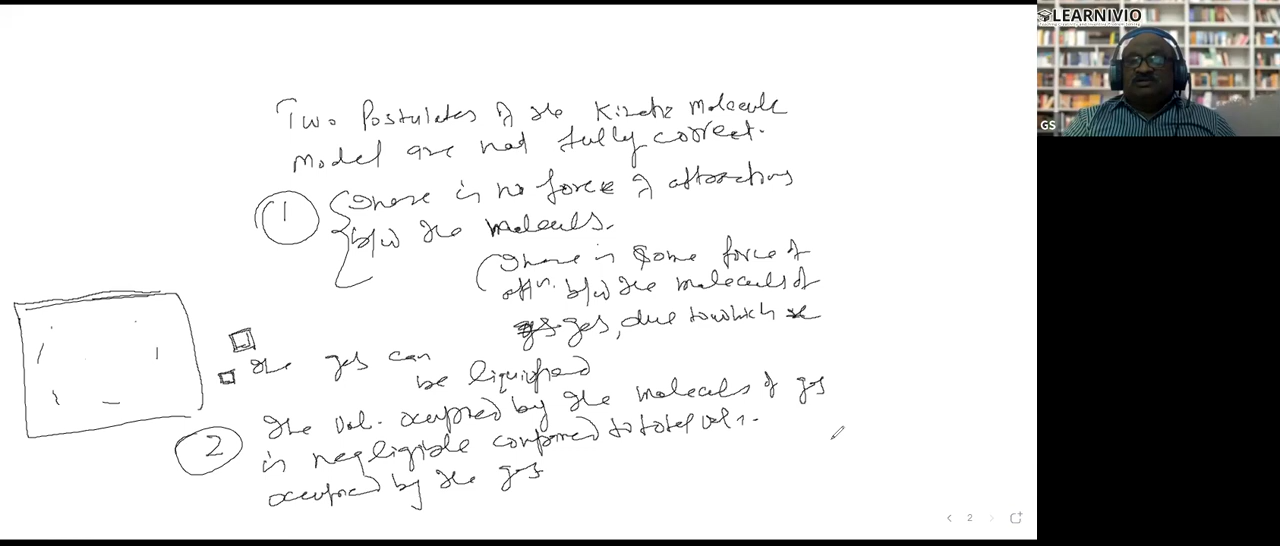 Two Postulates of the Kinetic Molecule
Model are not fully correct.
1 There is no force of attractions
b/w the molecules.
There is some force of
attn. b/w the molecules of
gas, due to which
the gas can
be liquified
2 The vol. occupied by the molecules of gas
is negligible compared to total vol
occupied by the gas
LEARNIVIO
GS
2